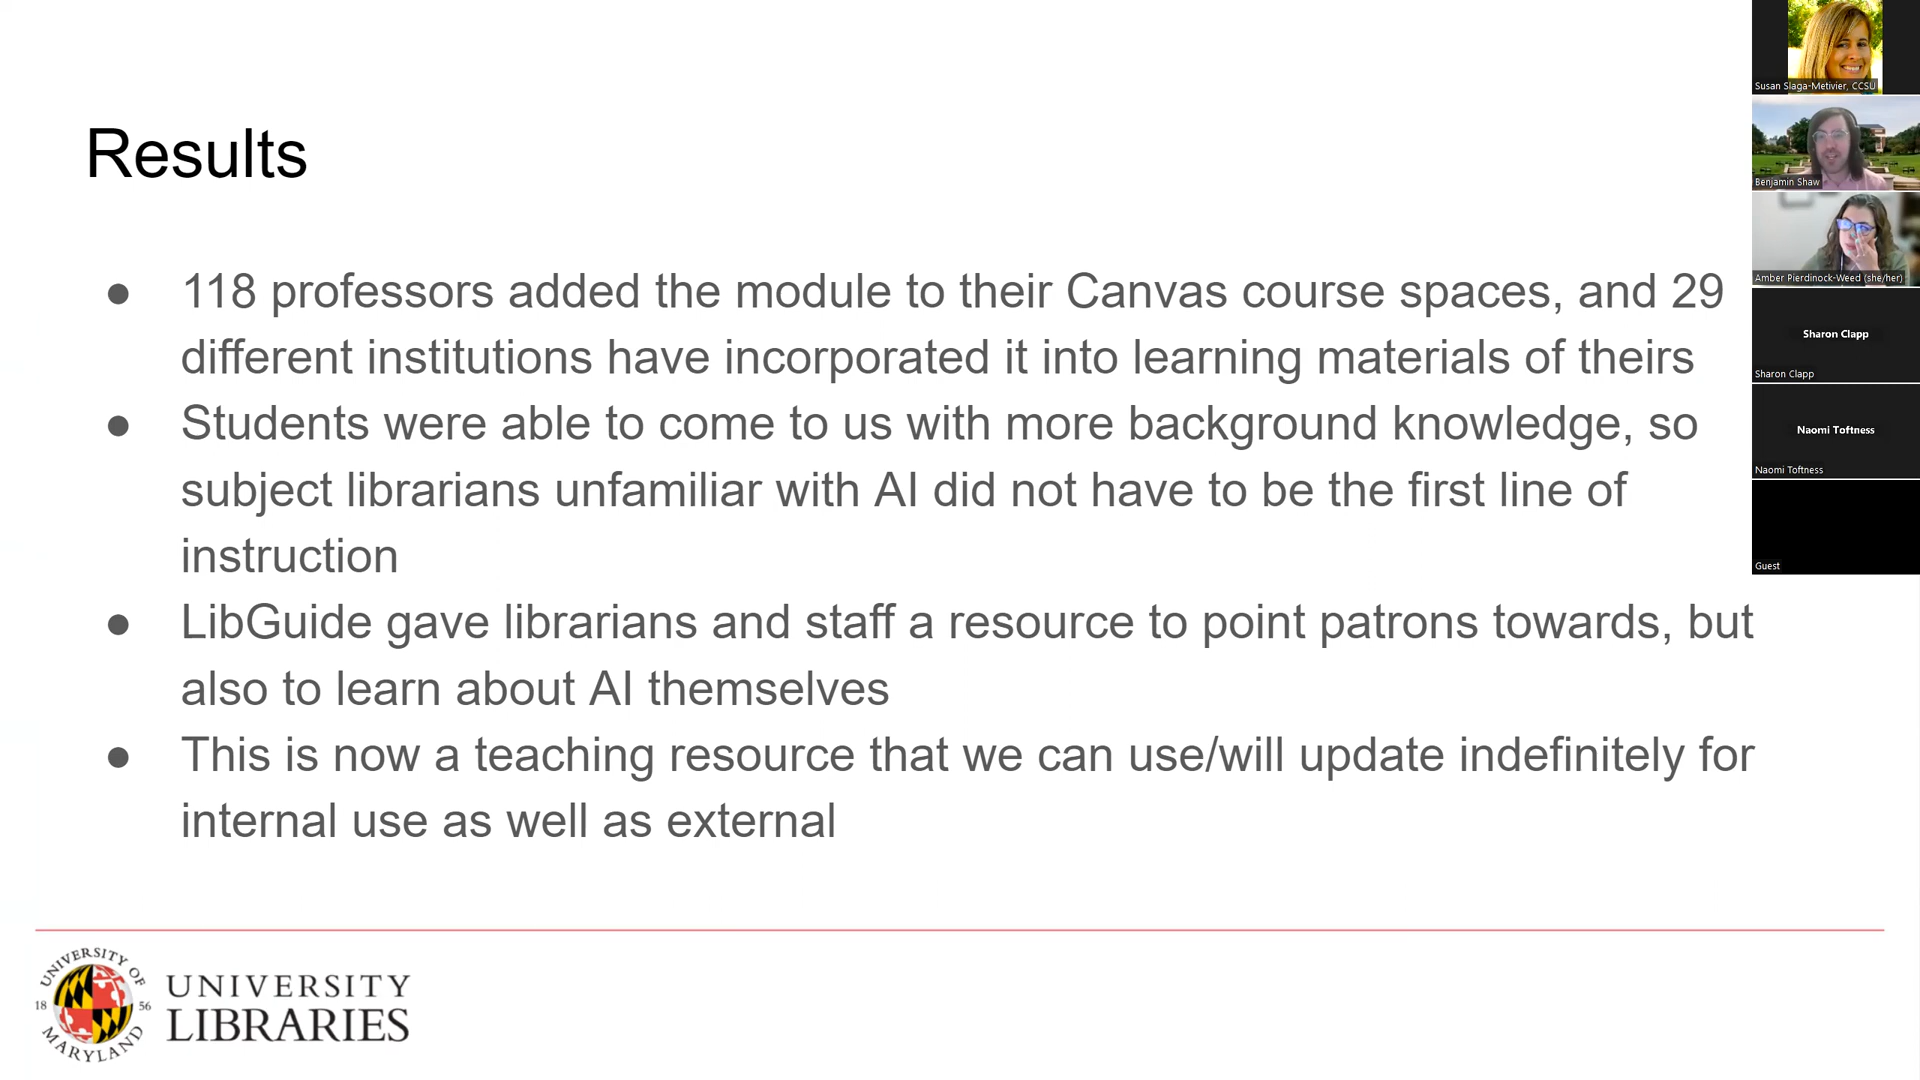 Results
● 118 professors added the module to their Canvas course spaces, and 29
different institutions have incorporated it into learning materials of theirs
● Students were able to come to us with more background knowledge, so
subject librarians unfamiliar with AI did not have to be the first line of
instruction
● LibGuide gave librarians and staff a resource to point patrons towards, but
also to learn about AI themselves
● This is now a teaching resource that we can use/will update indefinitely for
internal use as well as external
UNIVERSITY OF
18 56
MARYLAND
UNIVERSITY
LIBRARIES
Susan Slaga-Metivier, CCSU
Benjamin Shaw
Amber Pierdinock-Weed (she/her)
Sharon Clapp
Sharon Clapp
Naomi Toftness
Naomi Toftness
Guest